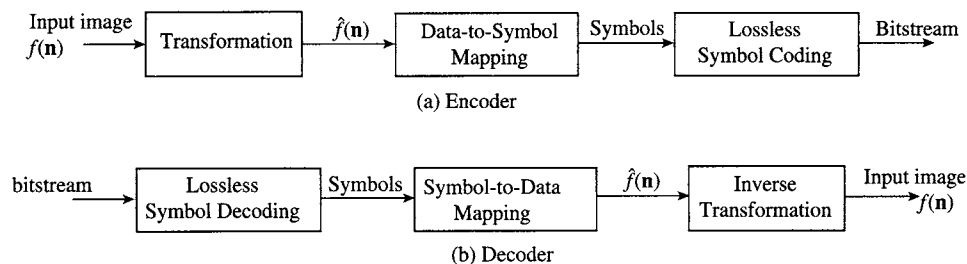 Input image
f(n)
Transformation
f̂(n)
Data-to-Symbol
Mapping
Symbols
Lossless
Symbol Coding
Bitstream
(a) Encoder
bitstream
Lossless
Symbol Decoding
Symbols
Symbol-to-Data
Mapping
f̂(n)
Inverse
Transformation
Input image
f(n)
(b) Decoder